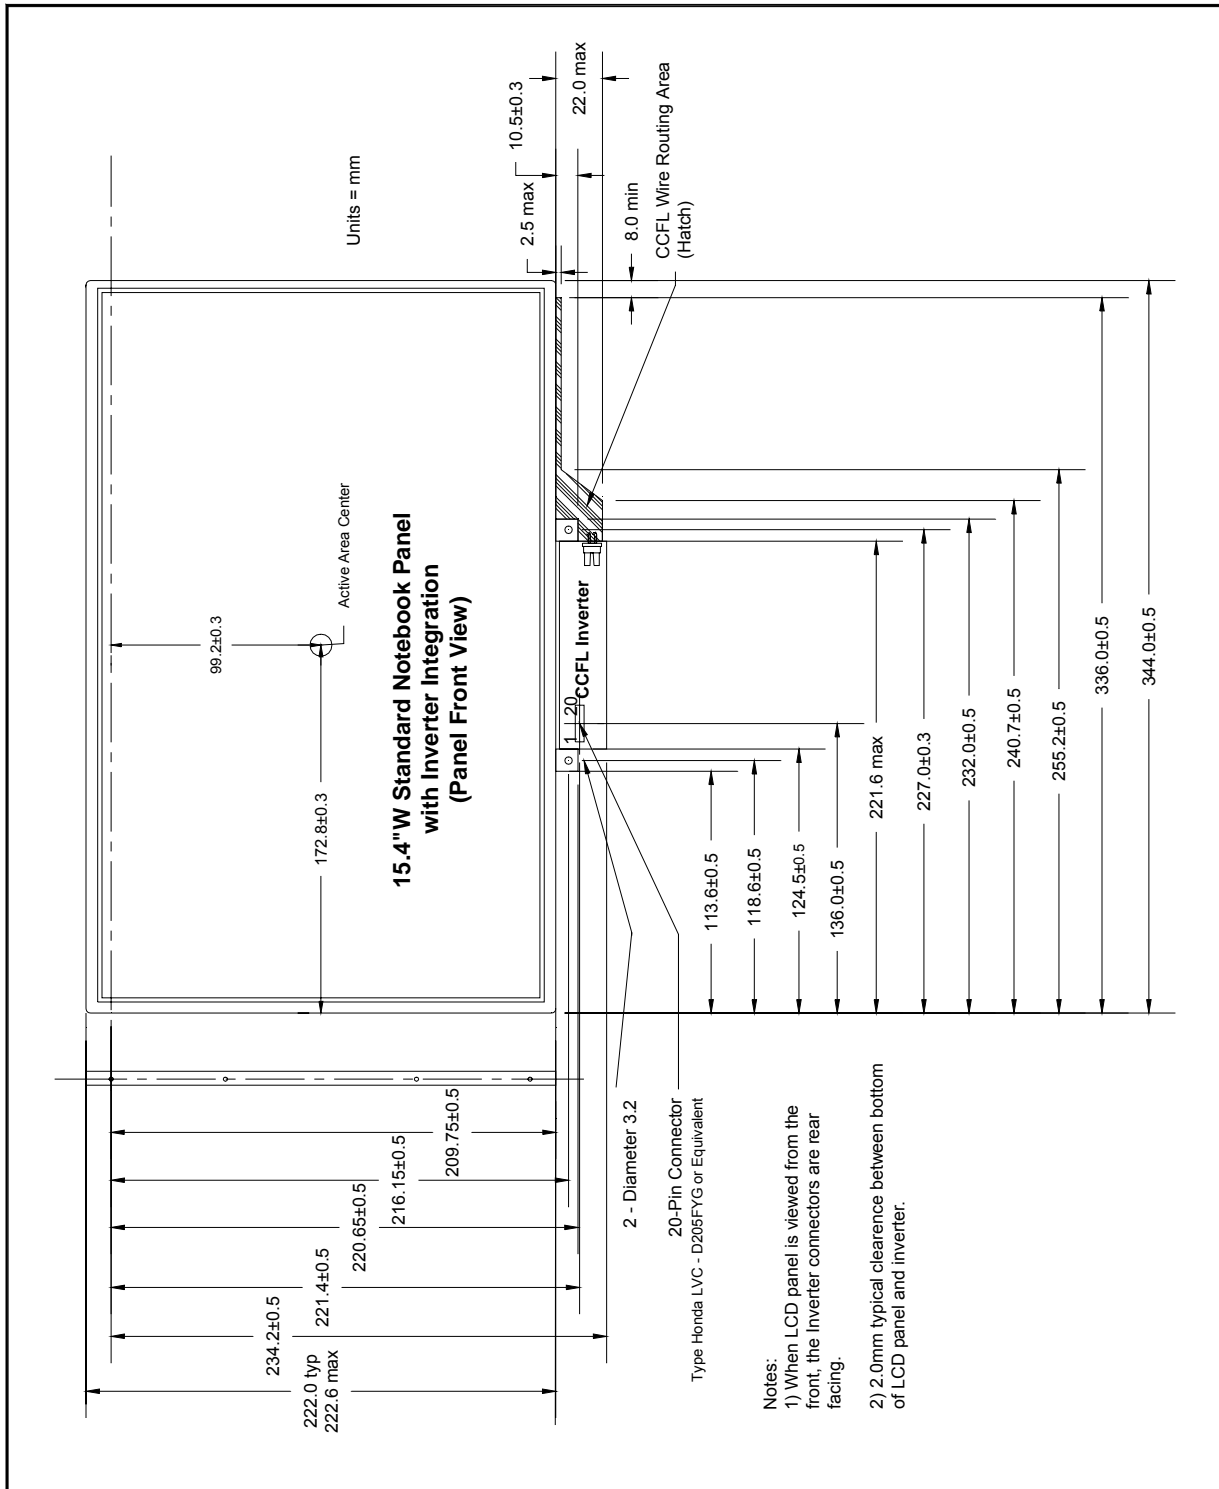 22.0 max
10.5±0.3
2.5 max
8.0 min
CCFL Wire Routing Area
(Hatch)
Units = mm
99.2±0.3
Active Area Center
172.8±0.3
15.4"W Standard Notebook Panel
with Inverter Integration
(Panel Front View)
CCFL Inverter
1
20
113.6±0.5
118.6±0.5
124.5±0.5
136.0±0.5
221.6 max
227.0±0.3
232.0±0.5
240.7±0.5
255.2±0.5
336.0±0.5
344.0±0.5
209.75±0.5
216.15±0.5
220.65±0.5
221.4±0.5
234.2±0.5
222.0 typ
222.6 max
2 - Diameter 3.2
20-Pin Connector
Type Honda LVC - D205FYG or Equivalent
Notes:
1) When LCD panel is viewed from the
front, the Inverter connectors are rear
facing.
2) 2.0mm typical clearence between bottom
of LCD panel and inverter.